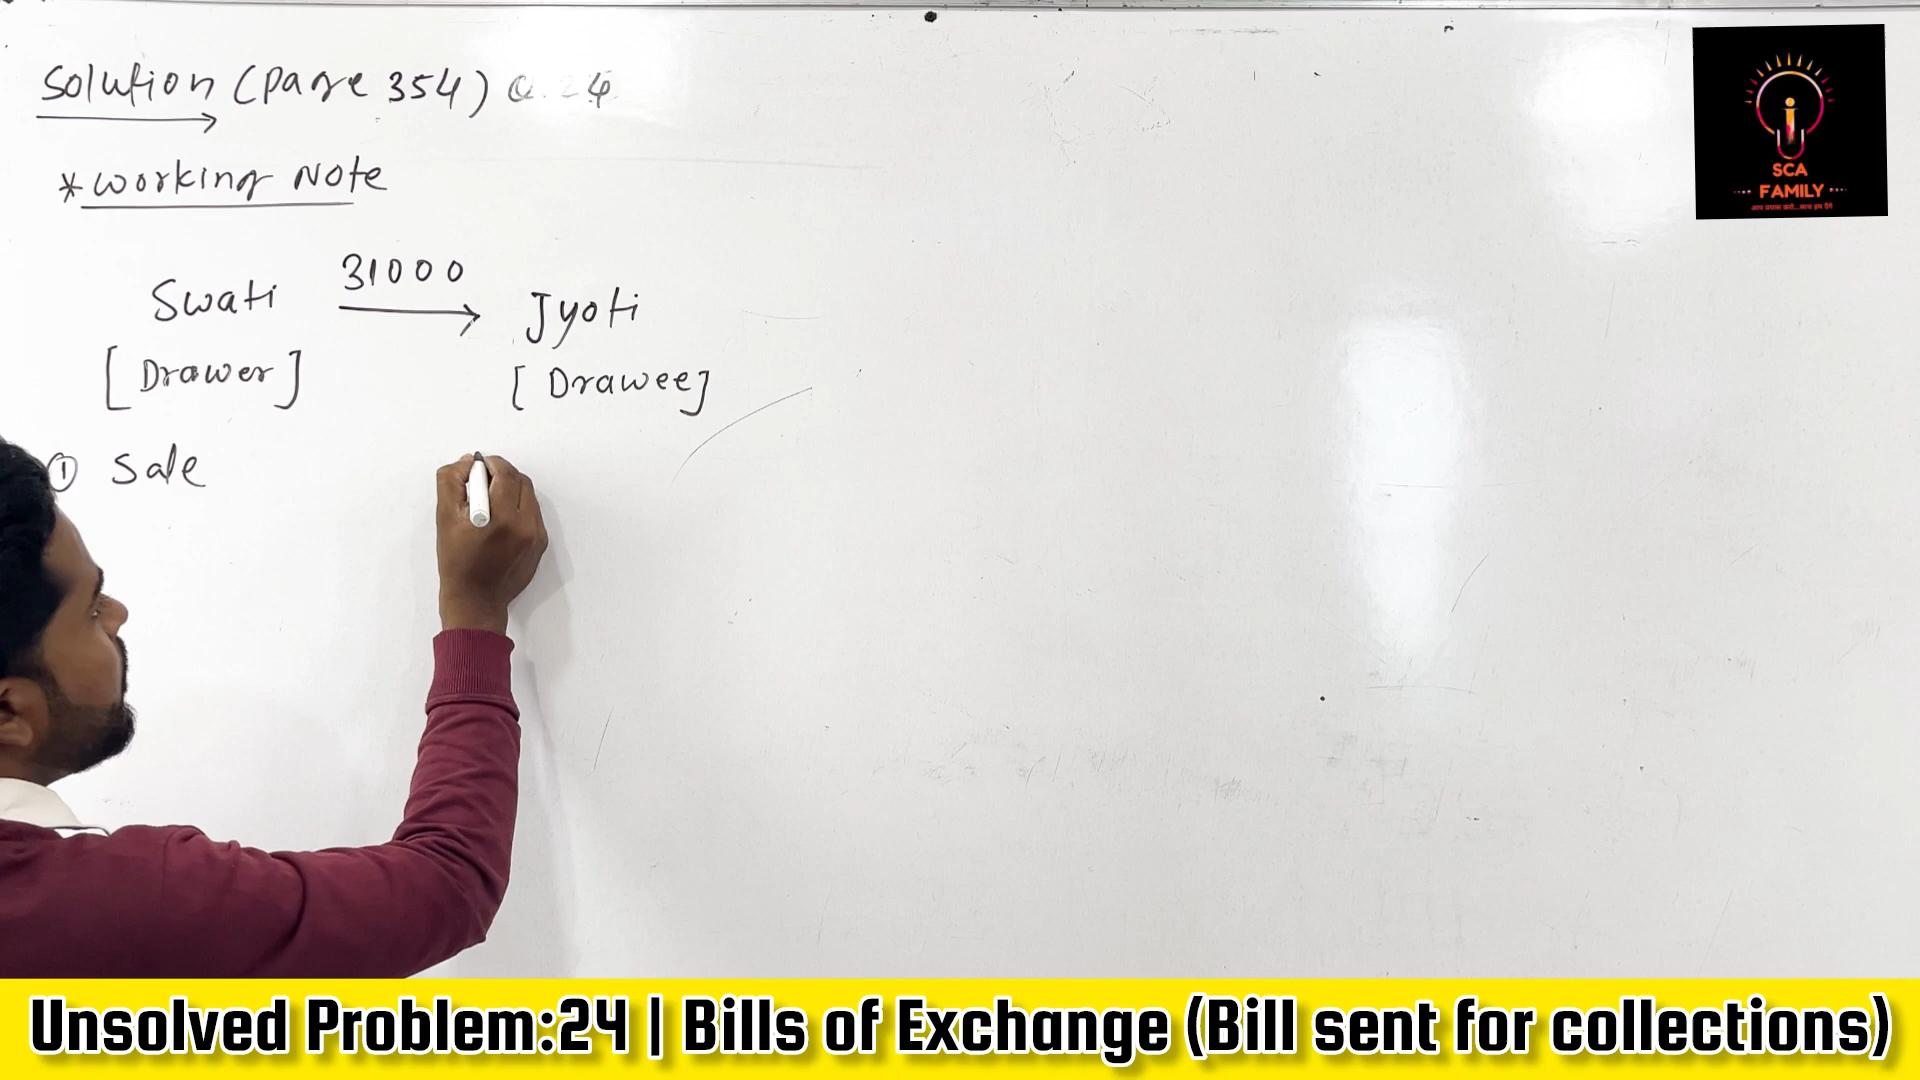 Solution (Page 354) Q. 24
* Working Note
31000
Swati Jyoti
[Drawer] [Drawee]
① Sale
i
SCA
FAMILY
Unsolved Problem:24 | Bills of Exchange (Bill sent for collections)